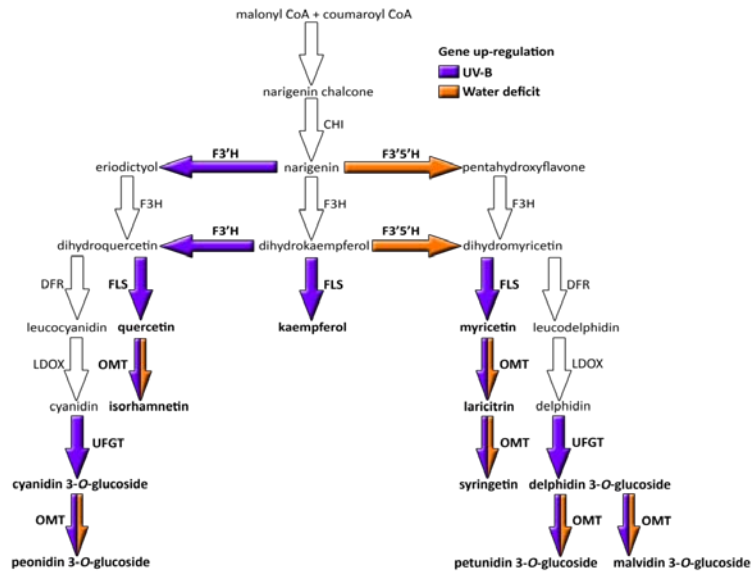 malonyl CoA + coumaroyl CoA
Gene up-regulation
UV-B
Water deficit
narigenin chalcone
CHI
F3'H
F3'5'H
eriodictyol
narigenin
pentahydroxyflavone
F3H
F3H
F3H
F3'H
F3'5'H
dihydroquercetin
dihydrokaempferol
dihydromyricetin
DFR
FLS
FLS
FLS
DFR
leucocyanidin
quercetin
kaempferol
myricetin
leucodelphidin
LDOX
OMT
OMT
LDOX
cyanidin
isorhamnetin
laricitrin
delphidin
UFGT
OMT
UFGT
cyanidin 3-O-glucoside
syringetin
delphidin 3-O-glucoside
OMT
OMT
OMT
peonidin 3-O-glucoside
petunidin 3-O-glucoside
malvidin 3-O-glucoside